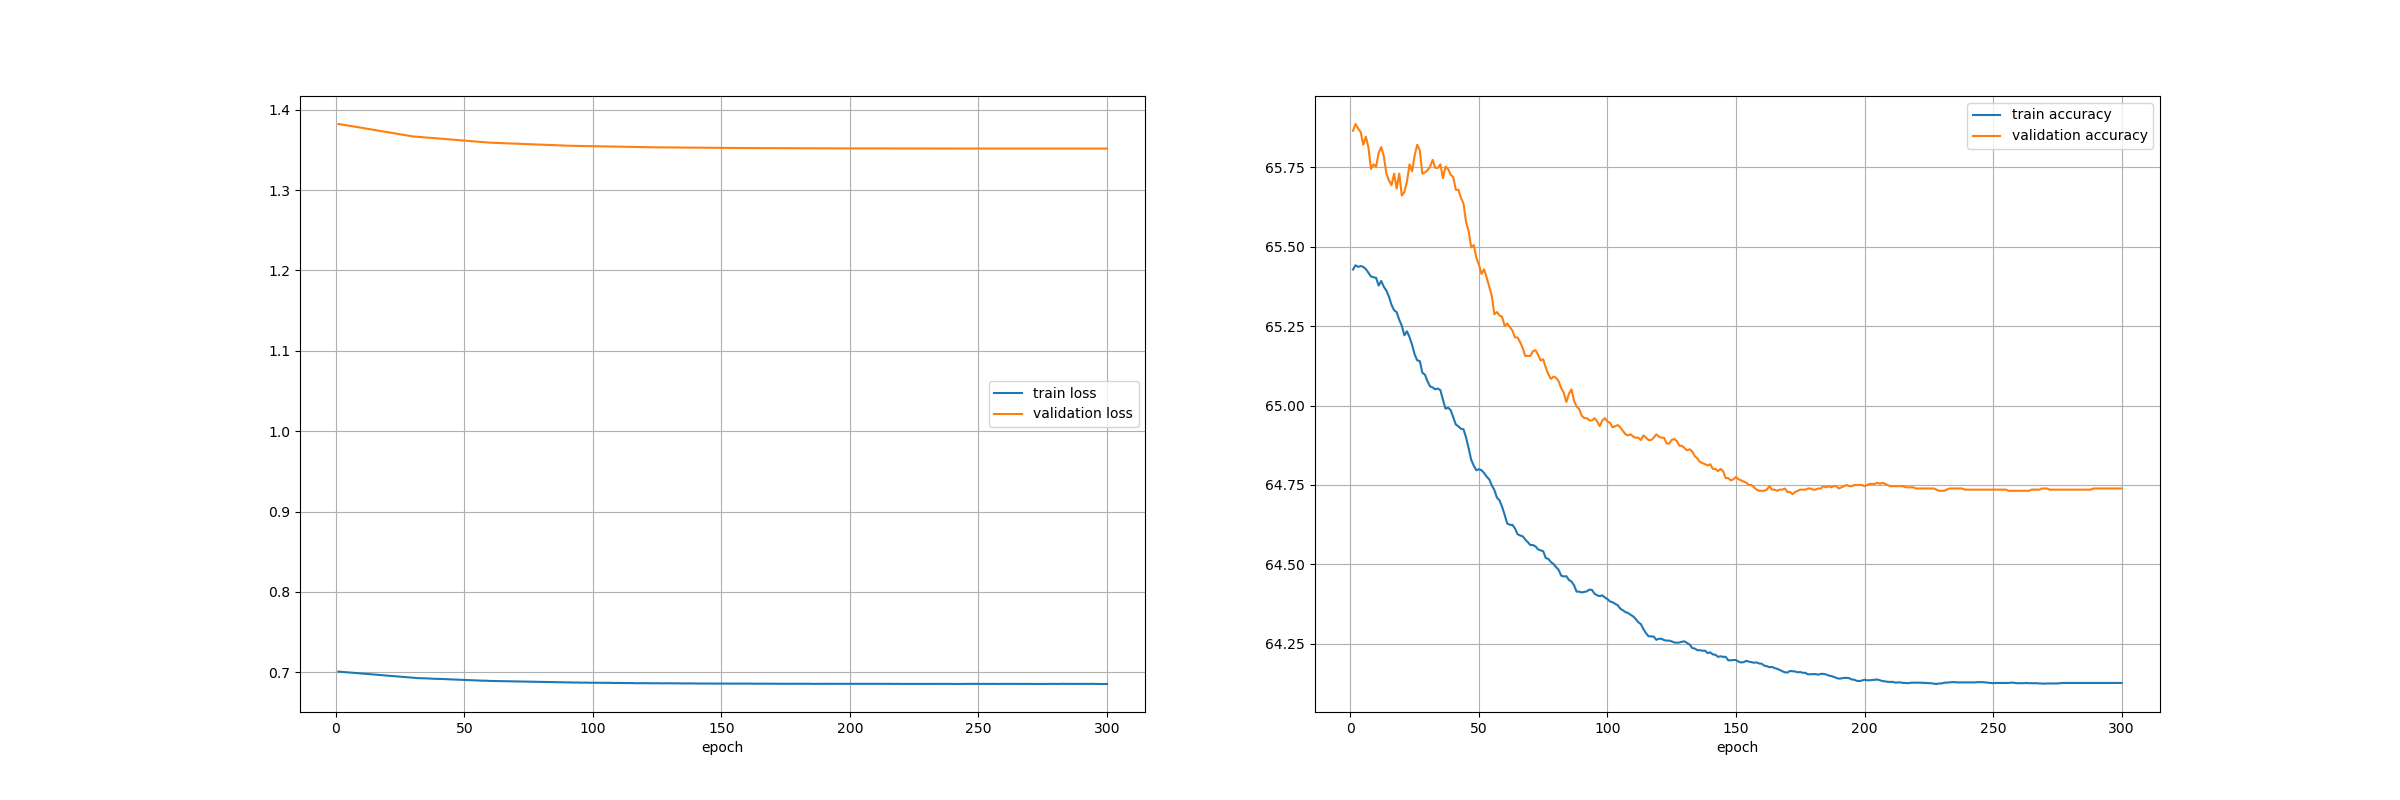 1.4
1.3
1.2
1.1
1.0
0.9
0.8
0.7
0 50 100 150 200 250 300
epoch
train loss
validation loss
65.75
65.50
65.25
65.00
64.75
64.50
64.25
0 50 100 150 200 250 300
epoch
train accuracy
validation accuracy